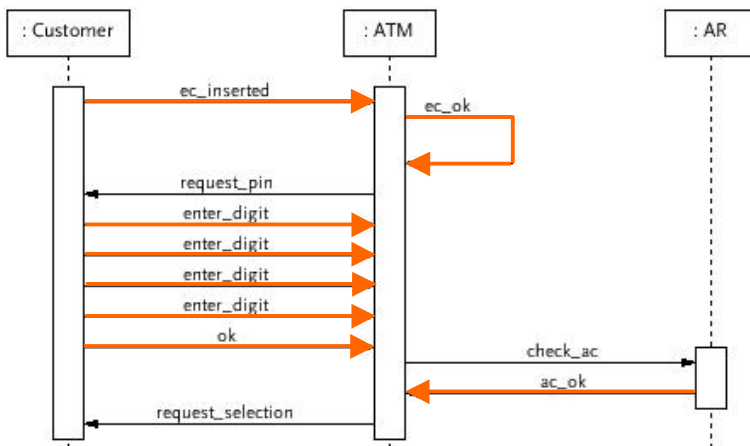 : Customer
: ATM
: AR
ec_inserted
ec_ok
request_pin
enter_digit
enter_digit
enter_digit
enter_digit
ok
check_ac
ac_ok
request_selection